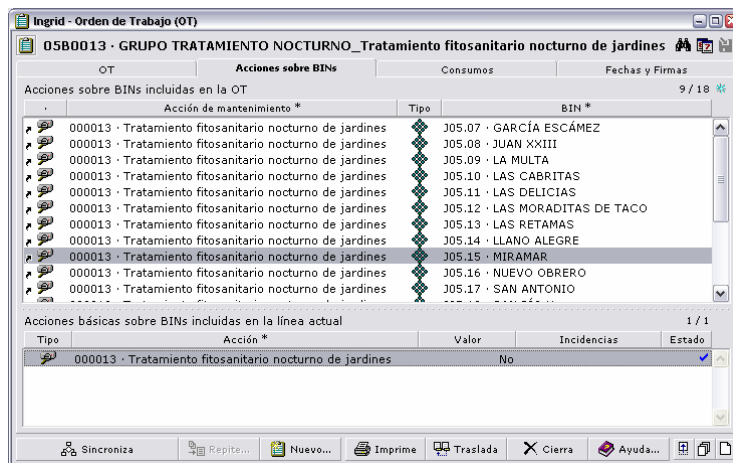 Ingrid - Orden de Trabajo (OT)
05B0013 · GRUPO TRATAMIENTO NOCTURNO_Tratamiento fitosanitario nocturno de jardines
OT Acciones sobre BINs Consumos Fechas y Firmas
Acciones sobre BINs incluidas en la OT 9 / 18
· Acción de mantenimiento * Tipo BIN *
000013 · Tratamiento fitosanitario nocturno de jardines J05.07 · GARCÍA ESCÁMEZ
000013 · Tratamiento fitosanitario nocturno de jardines J05.08 · JUAN XXIII
000013 · Tratamiento fitosanitario nocturno de jardines J05.09 · LA MULTA
000013 · Tratamiento fitosanitario nocturno de jardines J05.10 · LAS CABRITAS
000013 · Tratamiento fitosanitario nocturno de jardines J05.11 · LAS DELICIAS
000013 · Tratamiento fitosanitario nocturno de jardines J05.12 · LAS MORADITAS DE TACO
000013 · Tratamiento fitosanitario nocturno de jardines J05.13 · LAS RETAMAS
000013 · Tratamiento fitosanitario nocturno de jardines J05.14 · LLANO ALEGRE
000013 · Tratamiento fitosanitario nocturno de jardines J05.15 · MIRAMAR
000013 · Tratamiento fitosanitario nocturno de jardines J05.16 · NUEVO OBRERO
000013 · Tratamiento fitosanitario nocturno de jardines J05.17 · SAN ANTONIO
Acciones básicas sobre BINs incluidas en la línea actual 1 / 1
Tipo Acción * Valor Incidencias Estado
000013 · Tratamiento fitosanitario nocturno de jardines No
Sincroniza Repite... Nuevo... Imprime Traslada Cierra Ayuda...